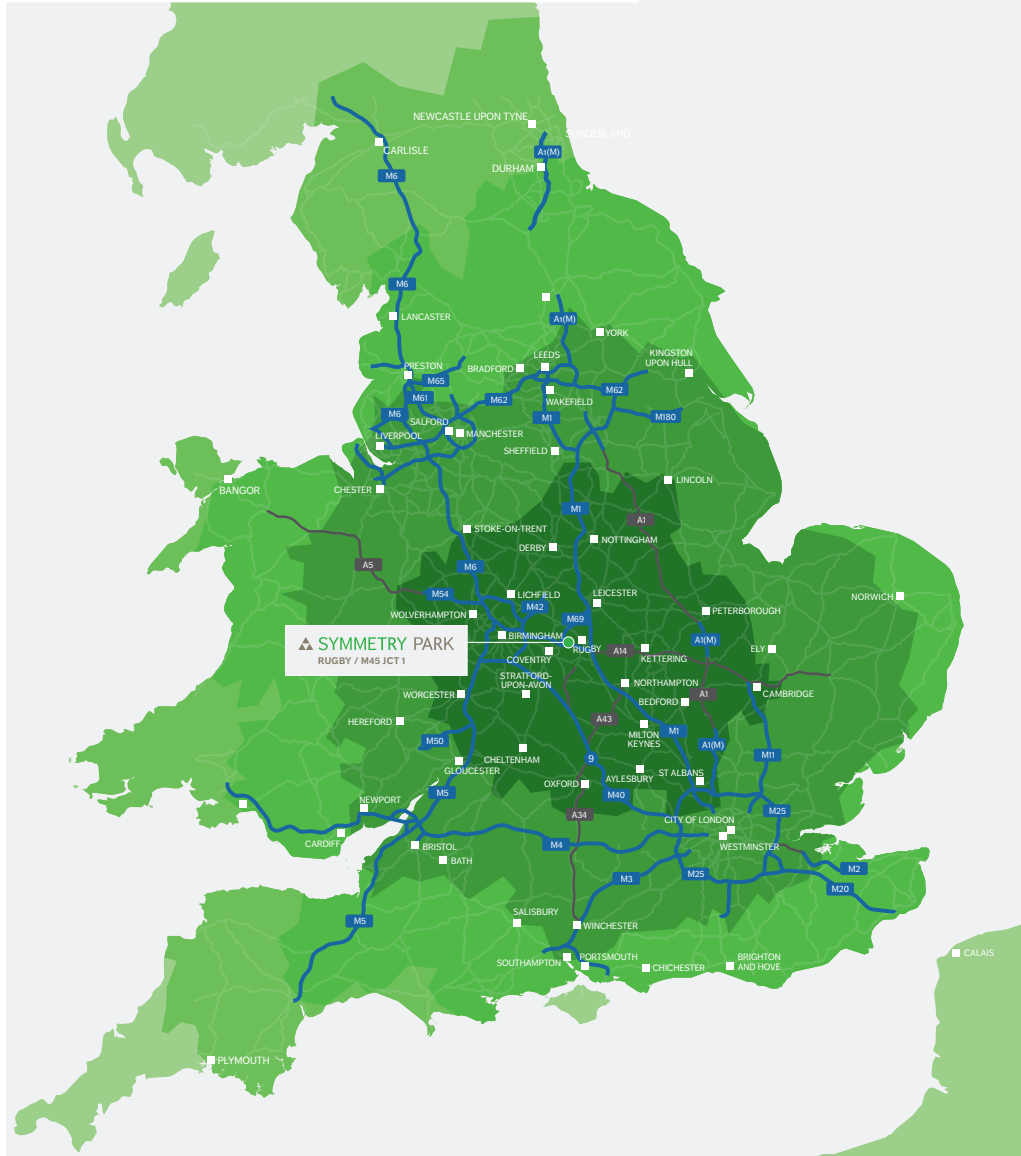 NEWCASTLE UPON TYNE
SUNDERLAND
CARLISLE
A1(M)
DURHAM
M6
M6
LANCASTER
A1(M)
YORK
LEEDS
KINGSTON
UPON HULL
PRESTON
BRADFORD
M65
M62
M61
M62
WAKEFIELD
M6
M1
M180
SALFORD
LIVERPOOL
MANCHESTER
SHEFFIELD
BANGOR
CHESTER
LINCOLN
M1
A1
STOKE-ON-TRENT
DERBY
NOTTINGHAM
A5
M6
M54
LICHFIELD
LEICESTER
NORWICH
M42
WOLVERHAMPTON
M69
PETERBOROUGH
BIRMINGHAM
A1(M)
SYMMETRY PARK
RUGBY / M45 JCT 1
RUGBY
A14
KETTERING
ELY
COVENTRY
STRATFORD-
UPON-AVON
NORTHAMPTON
WORCESTER
BEDFORD
A1
CAMBRIDGE
HEREFORD
A43
MILTON
KEYNES
M1
M50
A1(M)
M11
CHELTENHAM
9
GLOUCESTER
ST ALBANS
AYLESBURY
OXFORD
M5
M40
NEWPORT
A34
M25
CITY OF LONDON
CARDIFF
BRISTOL
M4
WESTMINSTER
BATH
M2
M3
M25
M20
SALISBURY
M5
WINCHESTER
SOUTHAMPTON
PORTSMOUTH
CHICHESTER
BRIGHTON
AND HOVE
CALAIS
PLYMOUTH